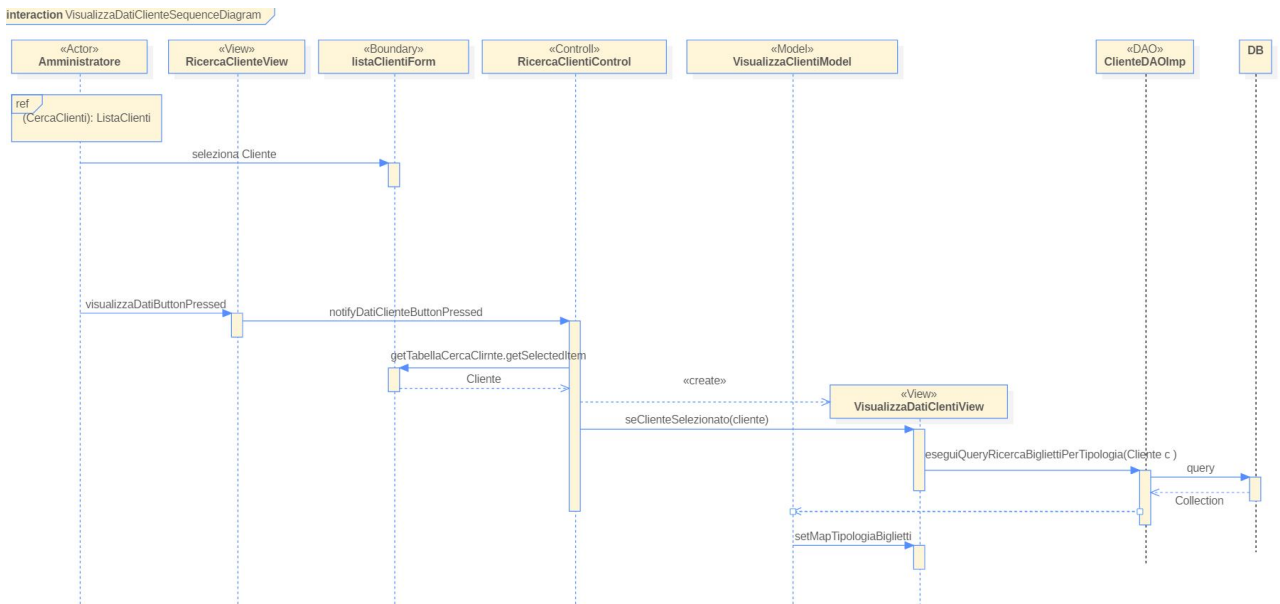 interaction VisualizzaDatiClienteSequenceDiagram
«Actor»
Amministratore
«View»
RicercaClienteView
«Boundary»
listaClientiForm
«Controll»
RicercaClientiControl
«Model»
VisualizzaClientiModel
«DAO»
ClienteDAOImp
DB
ref
(CercaClienti): ListaClienti
seleziona Cliente
visualizzaDatiButtonPressed
notifyDatiClienteButtonPressed
getTabellaCercaClirnte.getSelectedItem
Cliente
«create»
«View»
VisualizzaDatiClentiView
seClienteSelezionato(cliente)
eseguiQueryRicercaBigliettiPerTipologia(Cliente c )
query
Collection
setMapTipologiaBiglietti